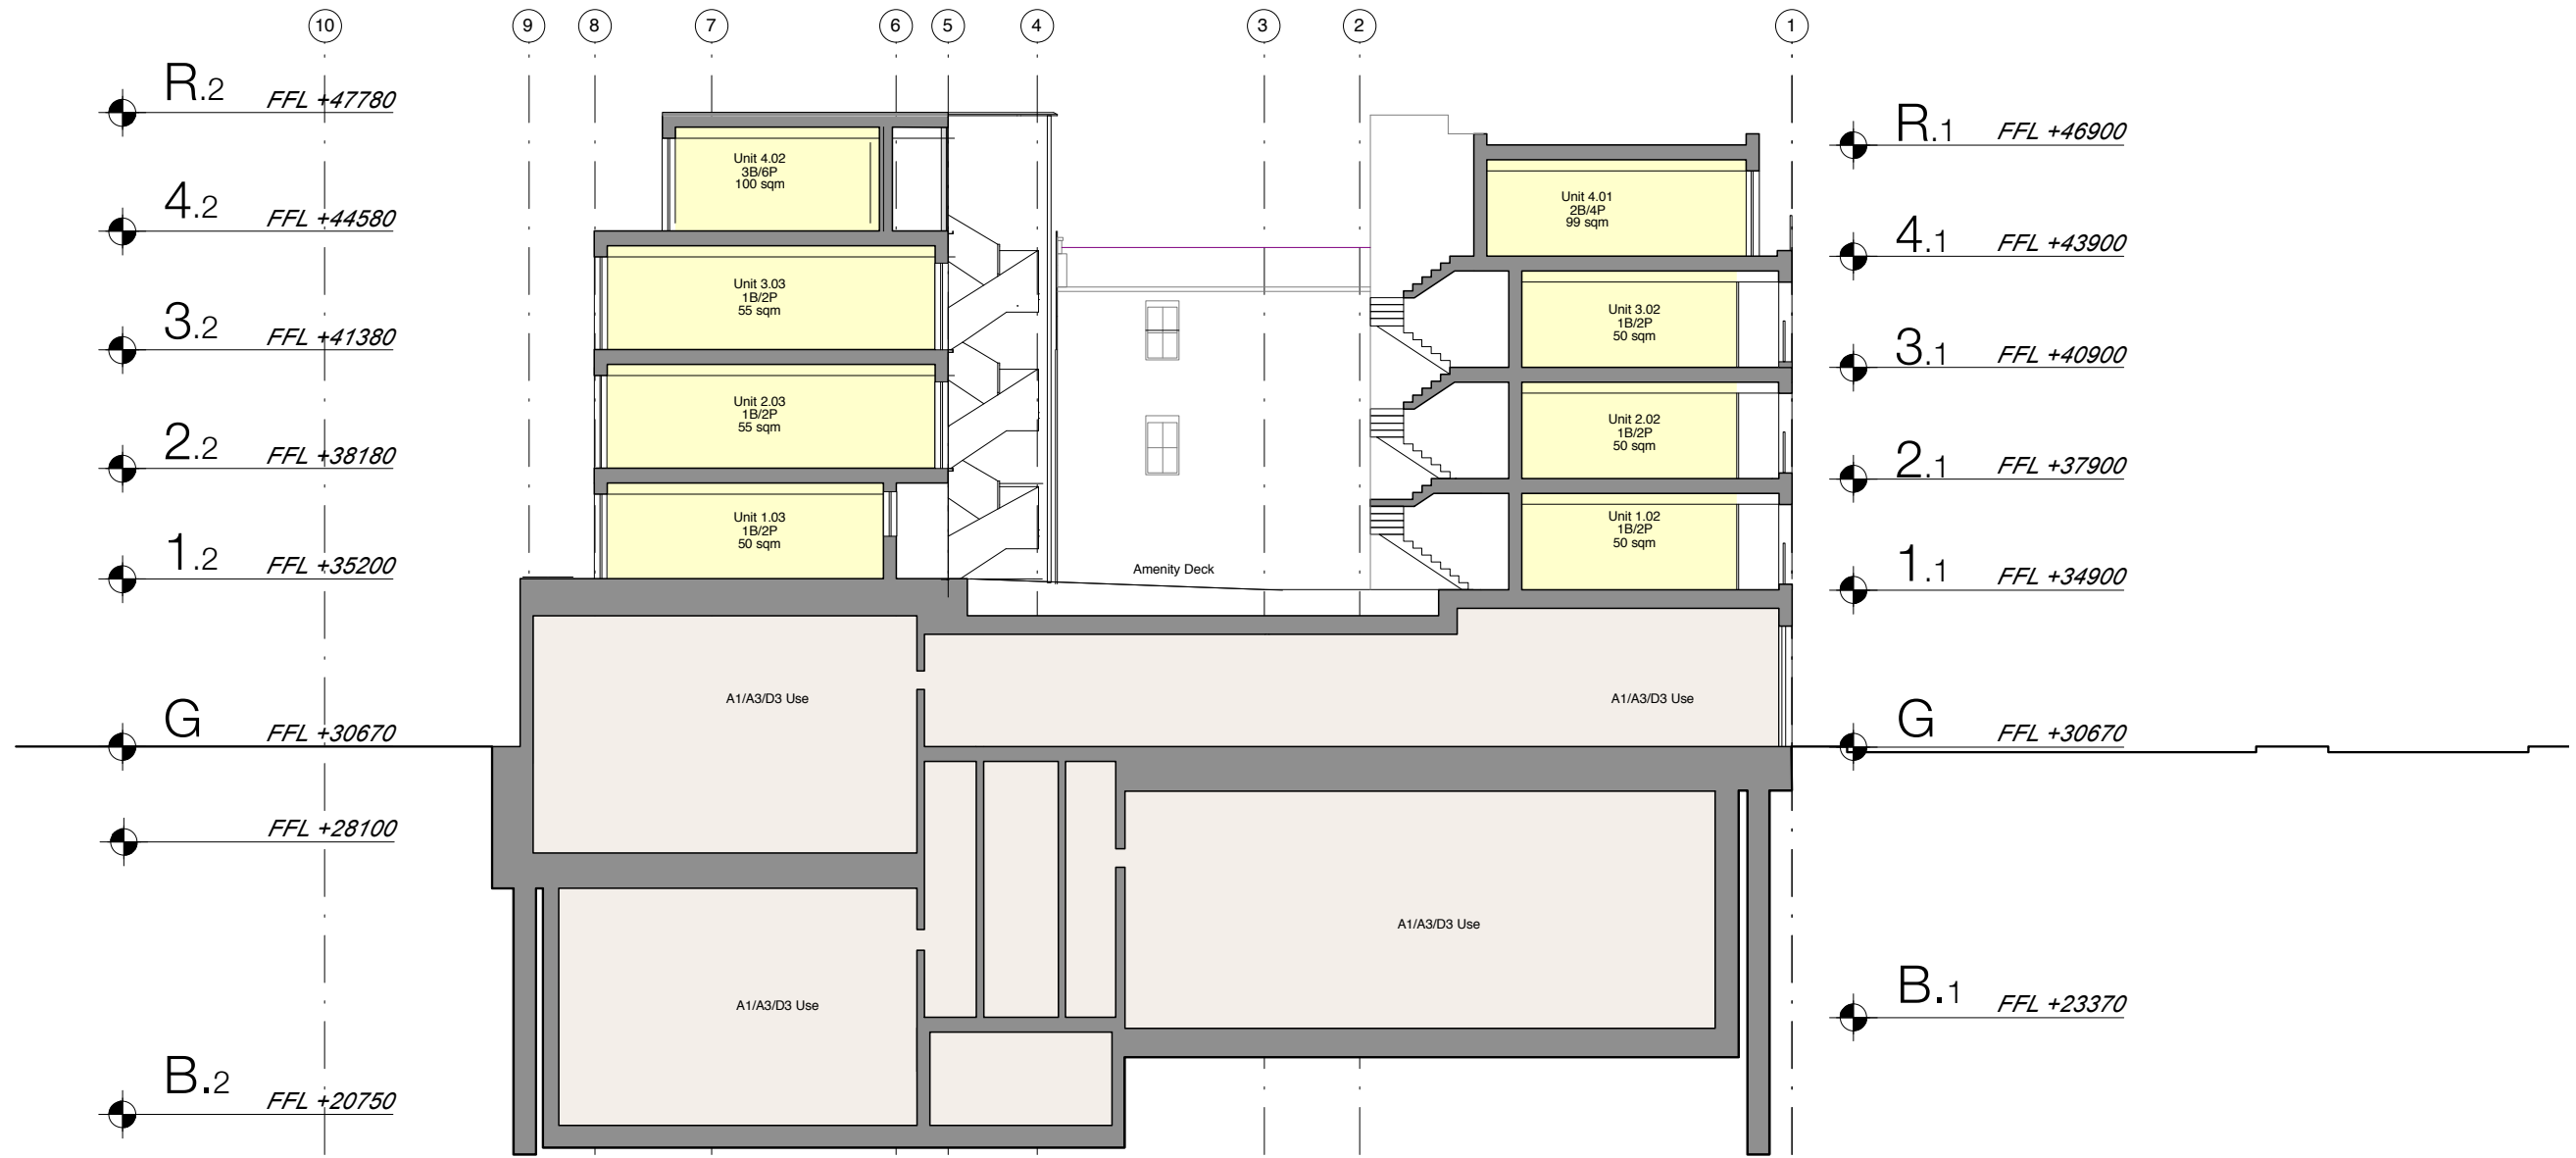 10 9 8 7 6 5 4 3 2 1
R.2 FFL +47780
R.1 FFL +46900
Unit 4.02
3B/6P
100 sqm
Unit 4.01
2B/4P
99 sqm
4.2 FFL +44580
4.1 FFL +43900
Unit 3.03
1B/2P
55 sqm
Unit 3.02
1B/2P
50 sqm
3.2 FFL +41380
3.1 FFL +40900
Unit 2.03
1B/2P
55 sqm
Unit 2.02
1B/2P
50 sqm
2.2 FFL +38180
2.1 FFL +37900
Unit 1.03
1B/2P
50 sqm
Unit 1.02
1B/2P
50 sqm
1.2 FFL +35200
Amenity Deck
1.1 FFL +34900
A1/A3/D3 Use
A1/A3/D3 Use
G FFL +30670
G FFL +30670
FFL +28100
A1/A3/D3 Use
A1/A3/D3 Use
B.1 FFL +23370
B.2 FFL +20750